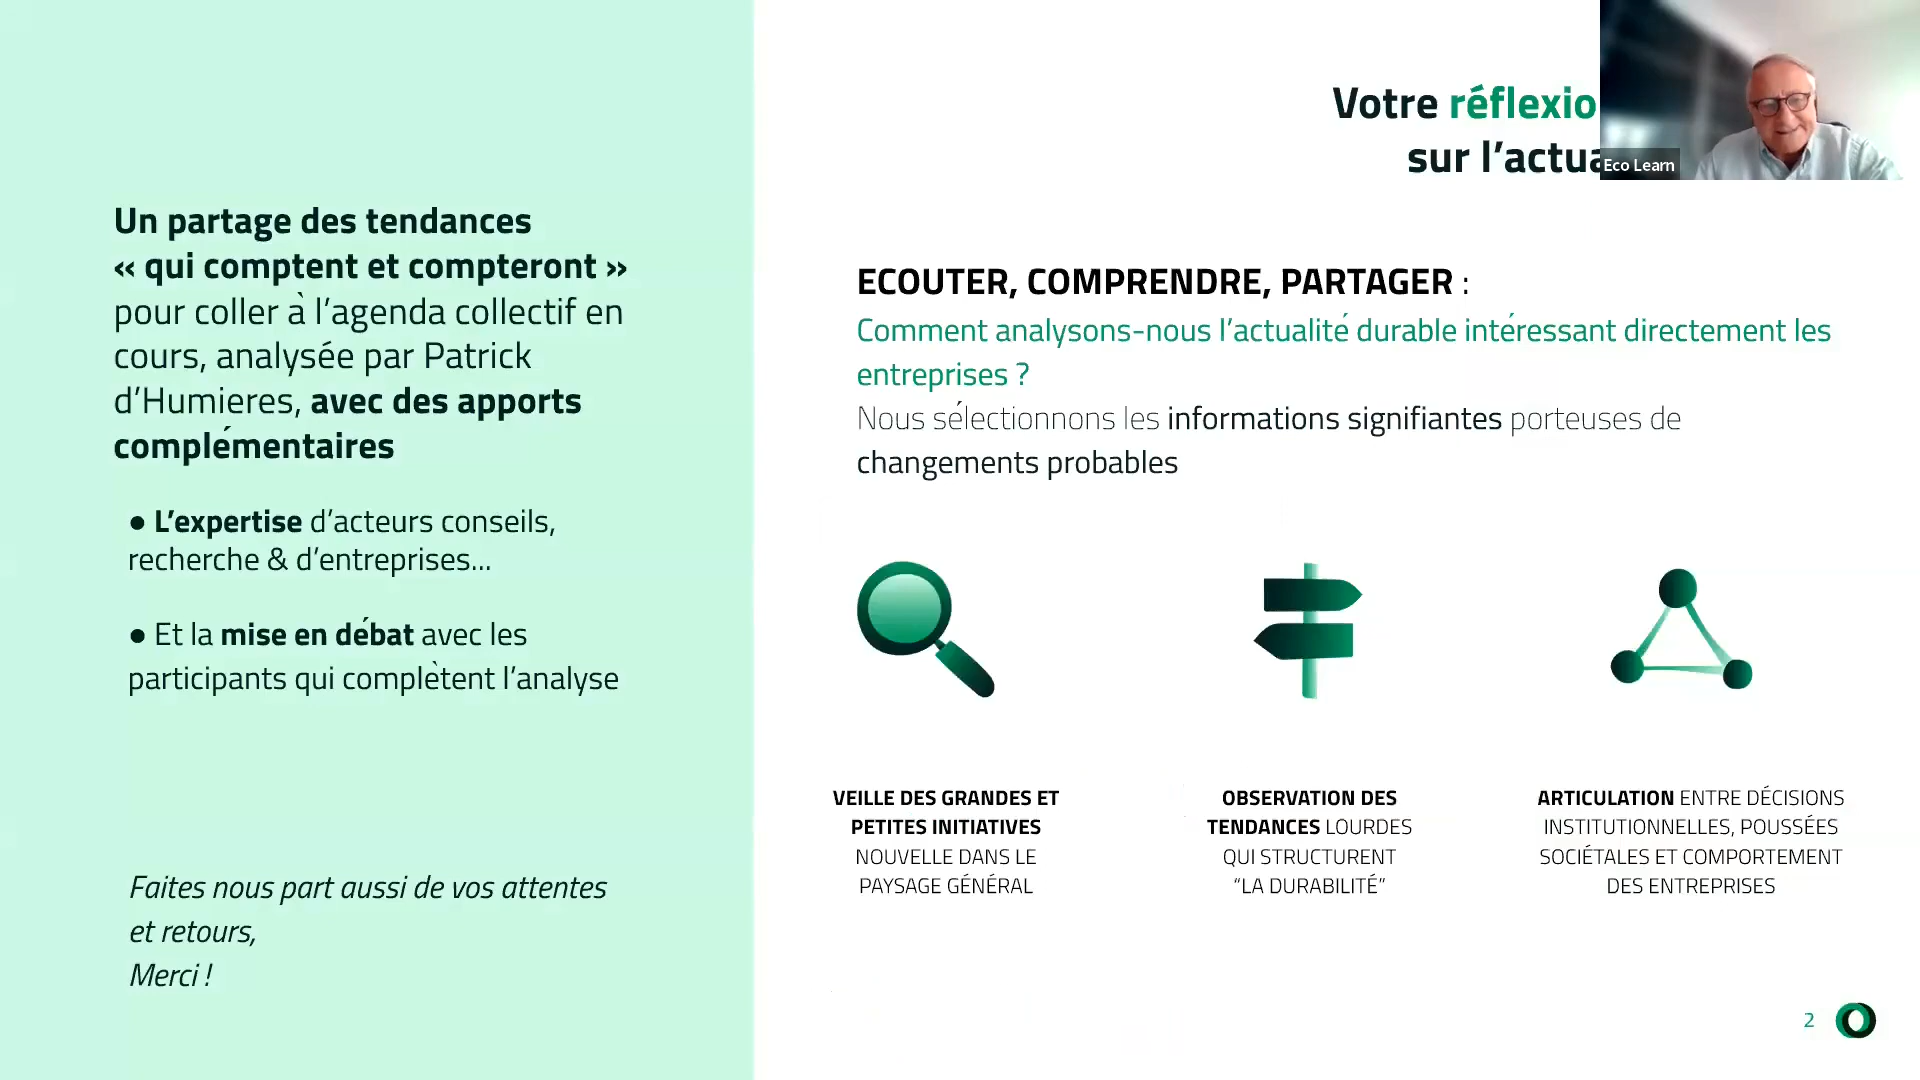 Votre
sur l’
Eco Learn
Un partage des tendances
« qui comptent et compteront »
pour coller à l’agenda collectif en
cours, analysée par Patrick
d’Humieres, avec des apports
complémentaires
● L’expertise d’acteurs conseils,
recherche & d’entreprises...
● Et la mise en débat avec les
participants qui complètent l’analyse
Faites nous part aussi de vos attentes
et retours,
Merci !
ECOUTER, COMPRENDRE, PARTAGER :
Comment analysons-nous l’actualité durable intéressant directement les
entreprises ?
Nous sélectionnons les informations signifiantes porteuses de
changements probables
VEILLE DES GRANDES ET
PETITES INITIATIVES
NOUVELLE DANS LE
PAYSAGE GÉNÉRAL
OBSERVATION DES
TENDANCES LOURDES
QUI STRUCTURENT
“LA DURABILITÉ”
ARTICULATION ENTRE DÉCISIONS
INSTITUTIONNELLES, POUSSÉES
SOCIÉTALES ET COMPORTEMENT
DES ENTREPRISES
2